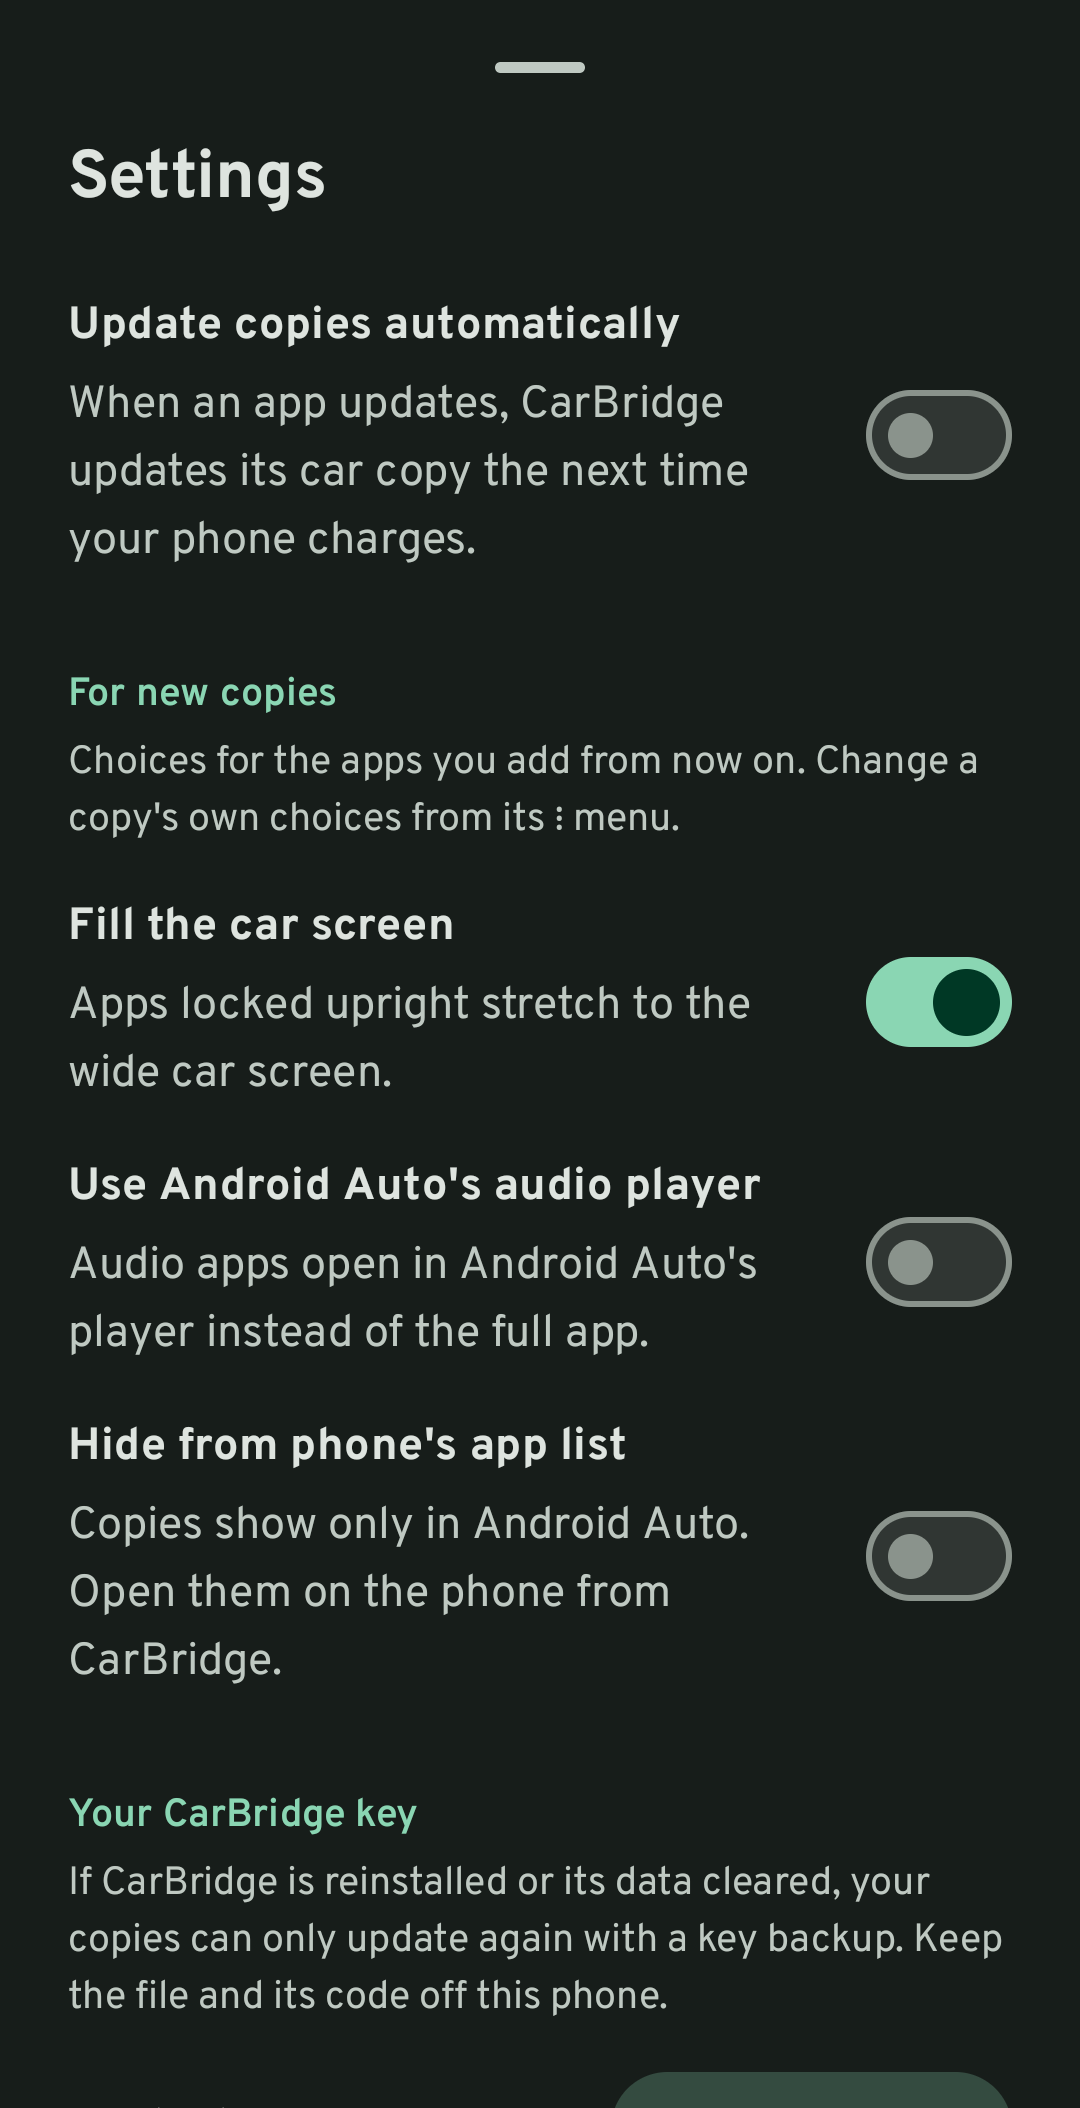 Settings
Update copies automatically
When an app updates, CarBridge
updates its car copy the next time
your phone charges.
For new copies
Choices for the apps you add from now on. Change a
copy's own choices from its ⋮ menu.
Fill the car screen
Apps locked upright stretch to the
wide car screen.
Use Android Auto's audio player
Audio apps open in Android Auto's
player instead of the full app.
Hide from phone's app list
Copies show only in Android Auto.
Open them on the phone from
CarBridge.
Your CarBridge key
If CarBridge is reinstalled or its data cleared, your
copies can only update again with a key backup. Keep
the file and its code off this phone.